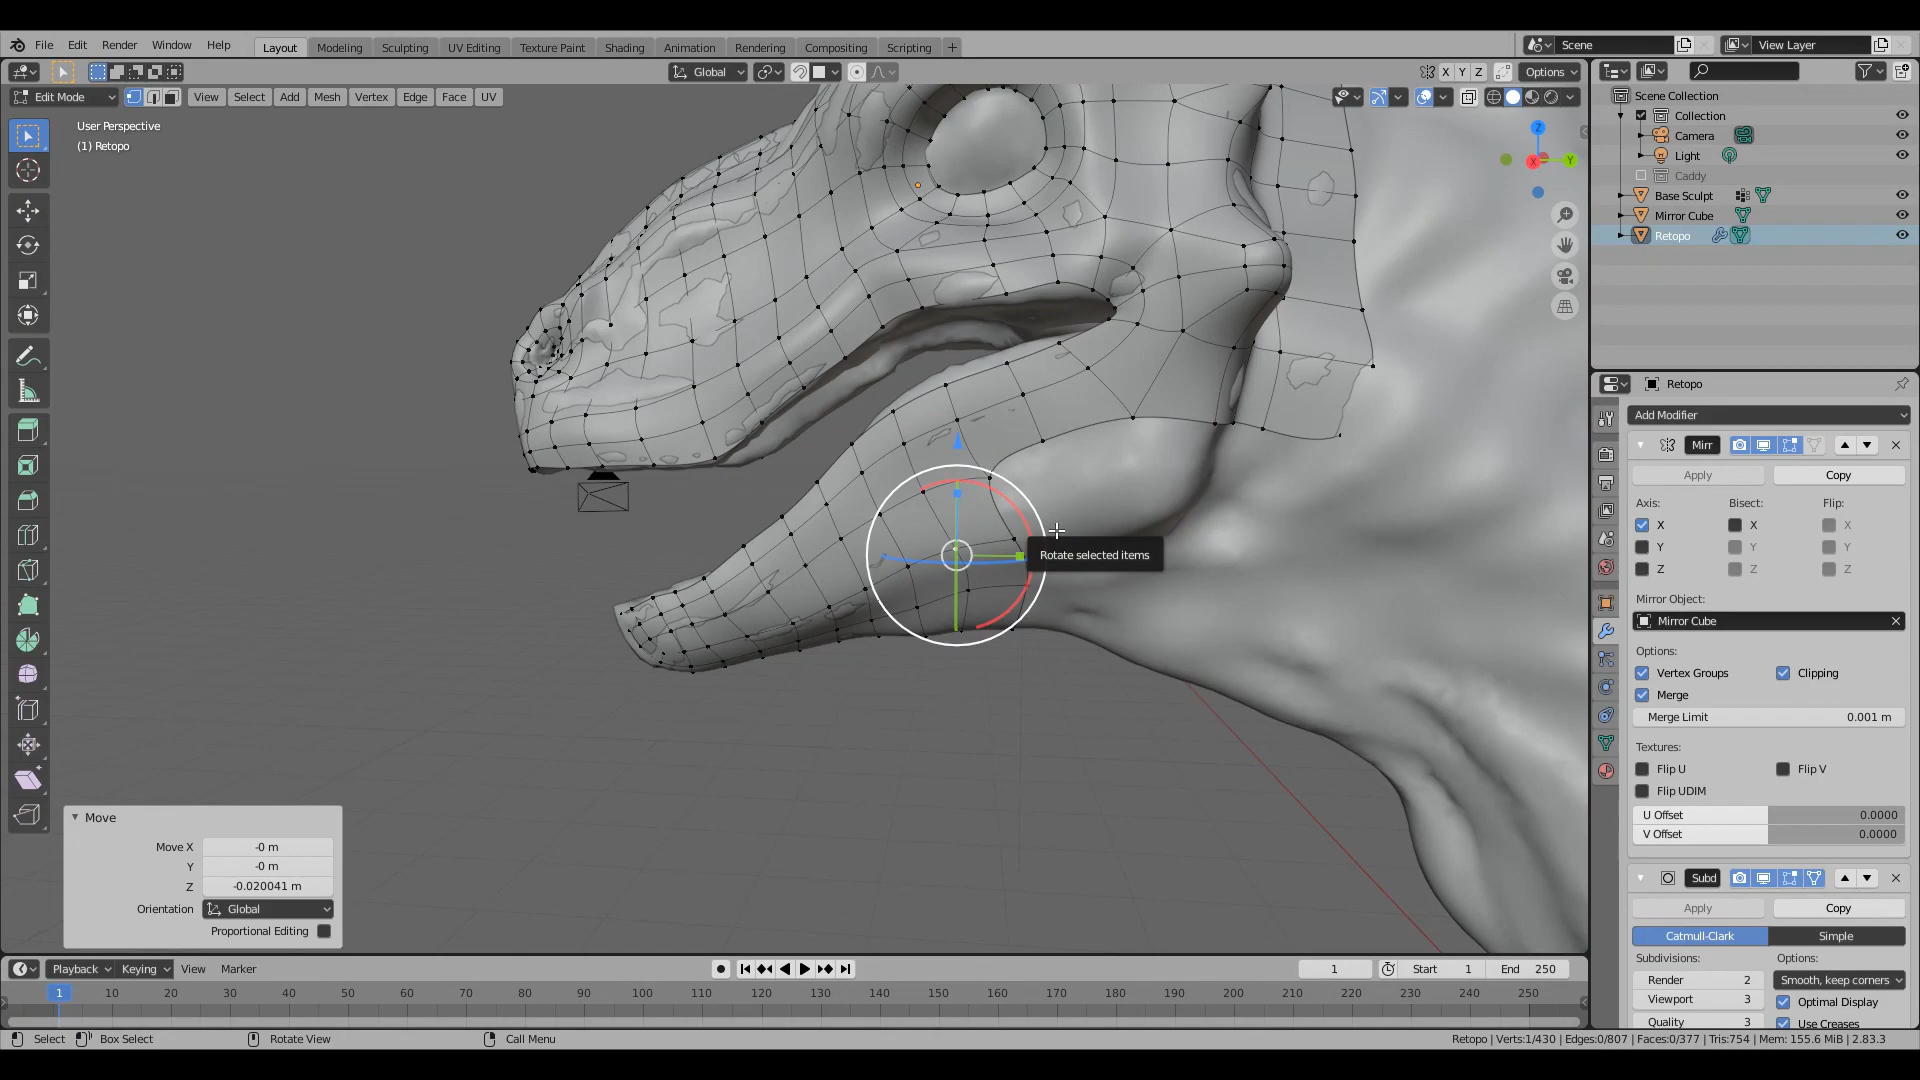 File Edit Render Window Help Layout Modeling Sculpting UV Editing Texture Paint Shading Animation Rendering Compositing Scripting + Scene View Layer
Global X Y Z Options
Edit Mode View Select Add Mesh Vertex Edge Face UV
User Perspective
(1) Retopo
Z
X Y
Rotate selected items
Move
Move X -0 m
Y -0 m
Z -0.020041 m
Orientation Global
Proportional Editing
Scene Collection
Collection
Camera
Light
Caddy
Base Sculpt
Mirror Cube
Retopo
Retopo
Add Modifier
Mirr
Apply Copy
Axis: Bisect: Flip:
X X X
Y Y Y
Z Z Z
Mirror Object:
Mirror Cube
Options:
Vertex Groups Clipping
Merge
Merge Limit 0.001 m
Textures:
Flip U Flip V
Flip UDIM
U Offset 0.0000
V Offset 0.0000
Subd
Apply Copy
Catmull-Clark Simple
Subdivisions: Options:
Render 2 Smooth, keep corners
Viewport 3 Optimal Display
Quality 3 Use Creases
Playback Keying View Marker 1 Start 1 End 250
1 10 20 30 40 50 60 70 80 90 100 110 120 130 140 150 160 170 180 190 200 210 220 230 240 250
Select Box Select Rotate View Call Menu Retopo | Verts:1/430 | Edges:0/807 | Faces:0/377 | Tris:754 | Mem: 155.6 MiB | 2.83.3